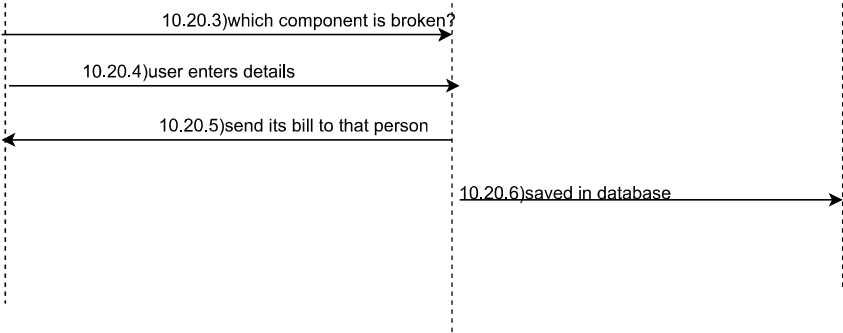 10.20.3)which component is broken?
10.20.4)user enters details
10.20.5)send its bill to that person
10.20.6)saved in database